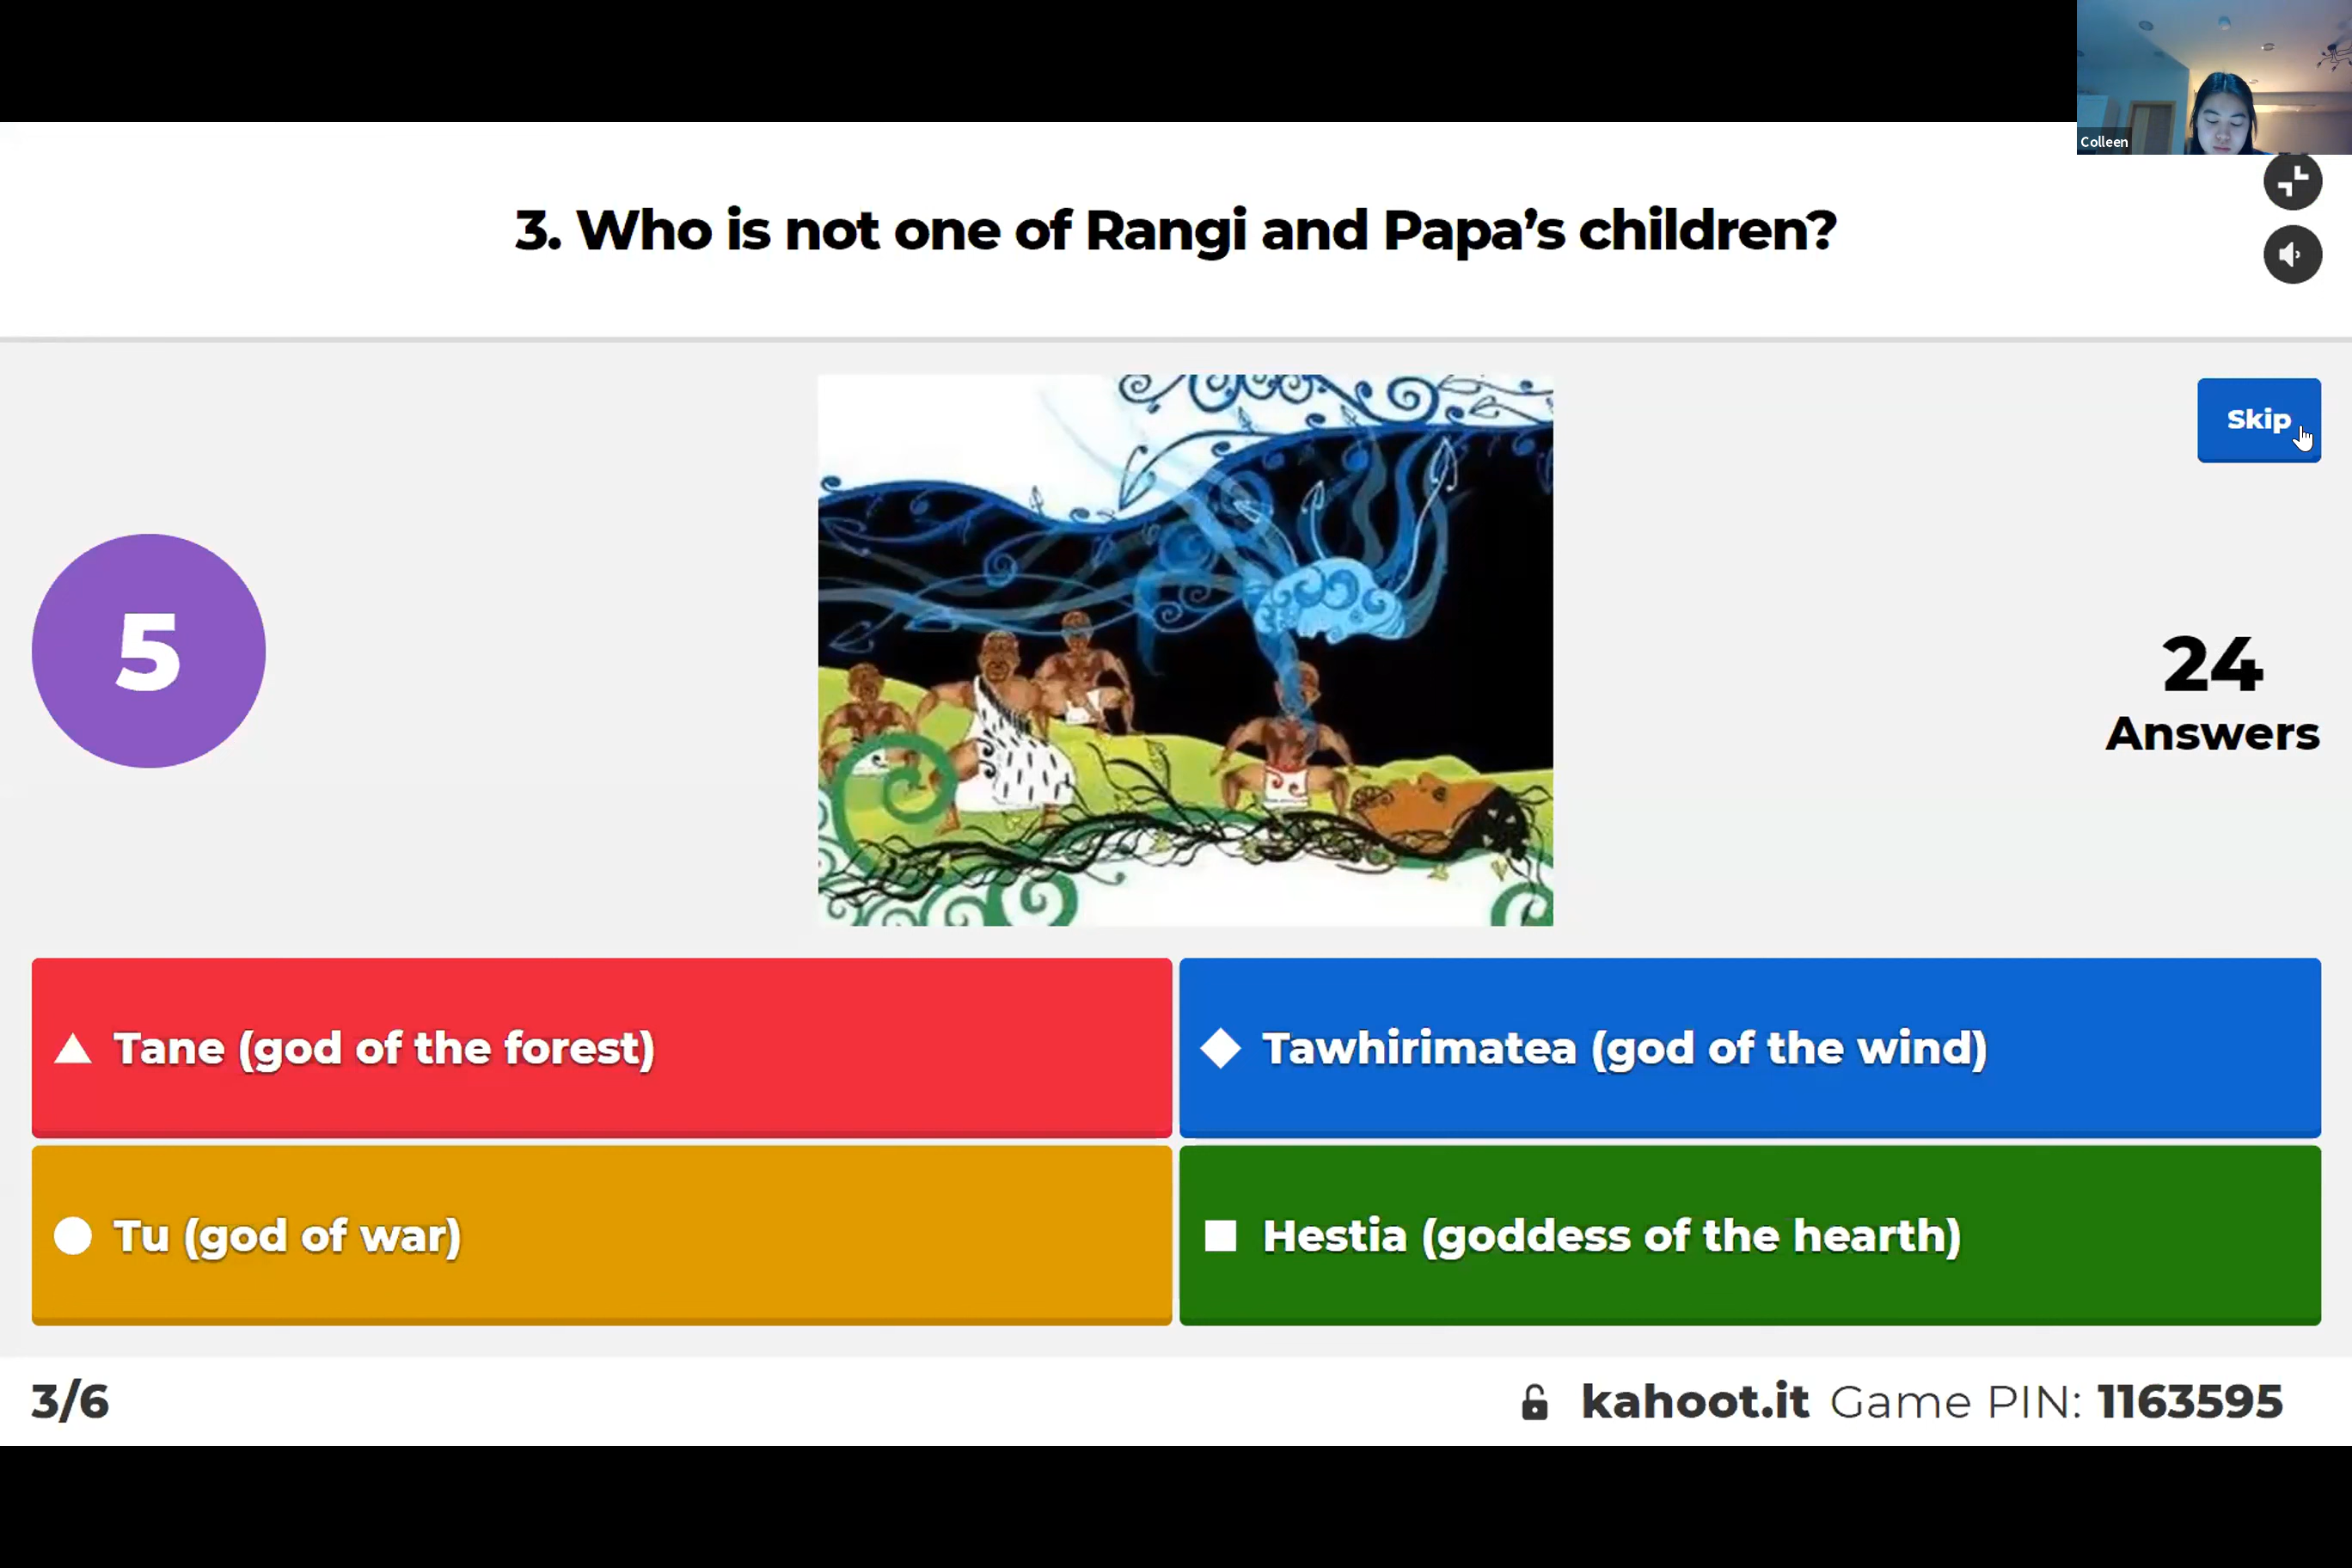 Colleen
3. Who is not one of Rangi and Papa’s children?
Skip
5
24
Answers
Tane (god of the forest)
Tawhirimatea (god of the wind)
Tu (god of war)
Hestia (goddess of the hearth)
3/6
kahoot.it Game PIN: 1163595